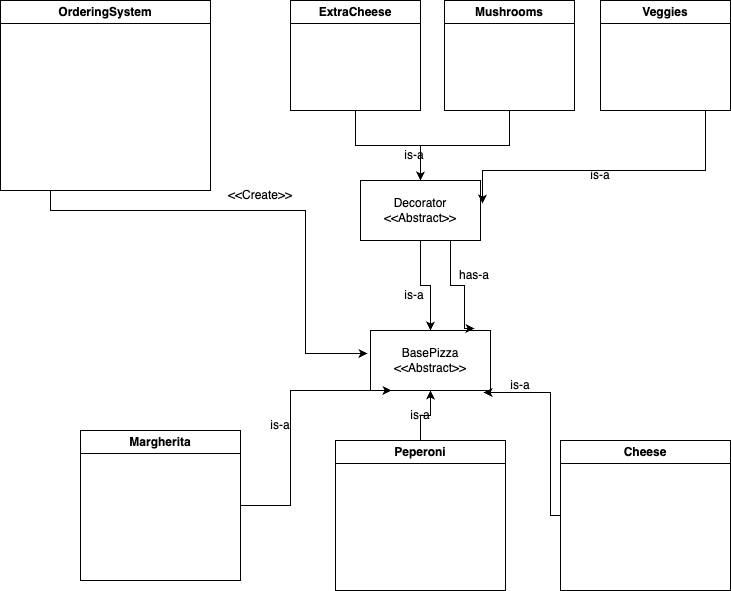 OrderingSystem
ExtraCheese
Mushrooms
Veggies
is-a
is-a
<<Create>>
Decorator
<<Abstract>>
has-a
is-a
BasePizza
<<Abstract>>
is-a
is-a
is-a
Margherita
Peperoni
Cheese